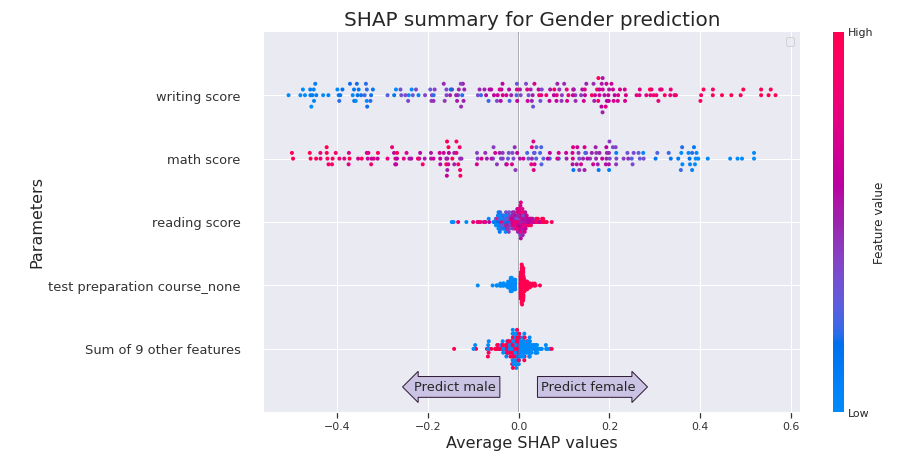 SHAP summary for Gender prediction
High
writing score
math score
reading score
test preparation course_none
Sum of 9 other features
Parameters
Feature value
Predict male
Predict female
Low
−0.4
−0.2
0.0
0.2
0.4
0.6
Average SHAP values